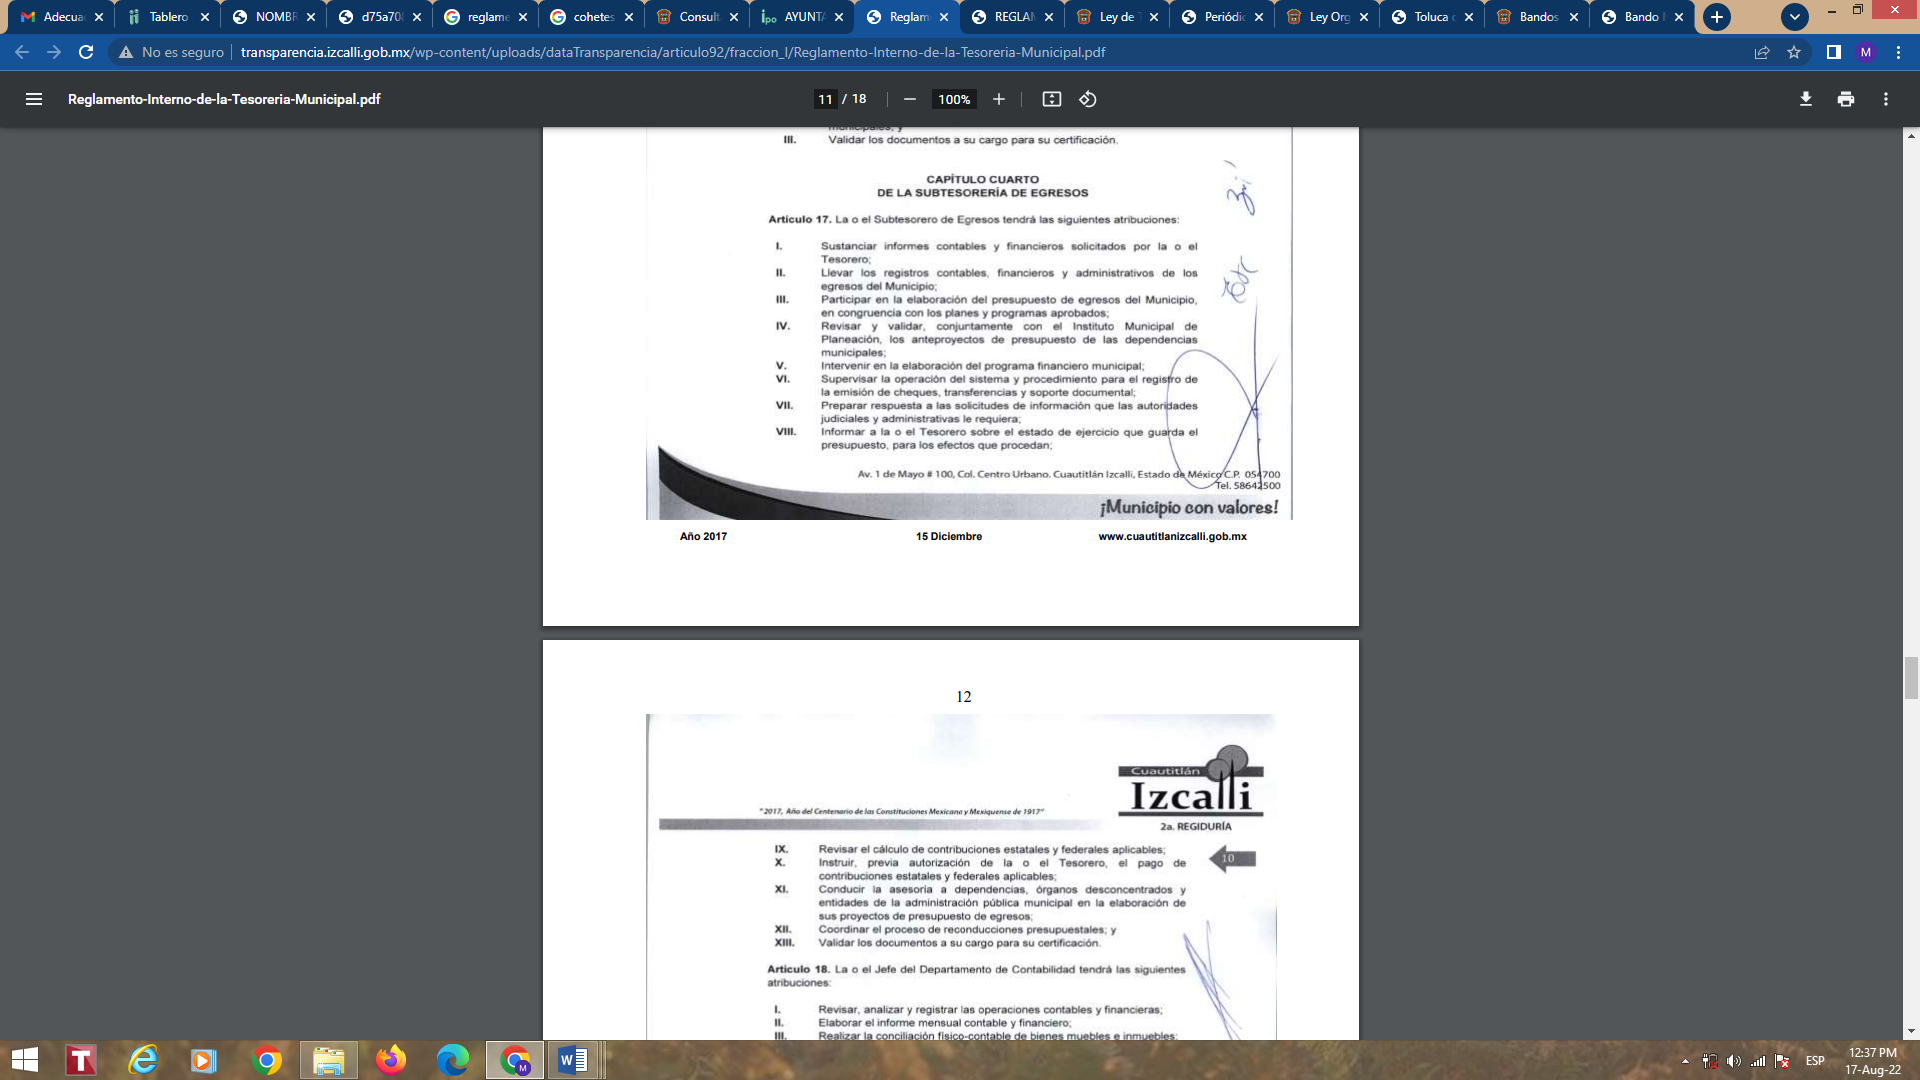 Adecua
Tablero
NOMBR
d75a70
reglame
cohetes
Consult
AYUNTA
Reglam
REGLAM
Ley de T
Periódic
Ley Org
Toluca
Bandos
Bando
No es seguro
transparencia.izcalli.gob.mx/wp-content/uploads/dataTransparencia/articulo92/fraccion_I/Reglamento-Interno-de-la-Tesoreria-Municipal.pdf
M
Reglamento-Interno-de-la-Tesoreria-Municipal.pdf
11 / 18
100%
municipales; y
III. Validar los documentos a su cargo para su certificación.
CAPÍTULO CUARTO
DE LA SUBTESORERÍA DE EGRESOS
Artículo 17. La o el Subtesorero de Egresos tendrá las siguientes atribuciones:
I. Sustanciar informes contables y financieros solicitados por la o el
Tesorero;
II. Llevar los registros contables, financieros y administrativos de los
egresos del Municipio;
III. Participar en la elaboración del presupuesto de egresos del Municipio,
en congruencia con los planes y programas aprobados;
IV. Revisar y validar, conjuntamente con el Instituto Municipal de
Planeación, los anteproyectos de presupuesto de las dependencias
municipales;
V. Intervenir en la elaboración del programa financiero municipal;
VI. Supervisar la operación del sistema y procedimiento para el registro de
la emisión de cheques, transferencias y soporte documental;
VII. Preparar respuesta a las solicitudes de información que las autoridades
judiciales y administrativas le requiera;
VIII. Informar a la o el Tesorero sobre el estado de ejercicio que guarda el
presupuesto, para los efectos que procedan;
Av. 1 de Mayo # 100, Col. Centro Urbano. Cuautitlán Izcalli, Estado de México C.P. 054700
Tel. 58642500
¡Municipio con valores!
Año 2017 15 Diciembre www.cuautitlanizcalli.gob.mx
12
Cuautitlán
Izcalli
"2017, Año del Centenario de las Constituciones Mexicana y Mexiquense de 1917"
2a. REGIDURÍA
10
IX. Revisar el cálculo de contribuciones estatales y federales aplicables;
X. Instruir, previa autorización de la o el Tesorero, el pago de
contribuciones estatales y federales aplicables;
XI. Conducir la asesoría a dependencias, órganos desconcentrados y
entidades de la administración pública municipal en la elaboración de
sus proyectos de presupuesto de egresos;
XII. Coordinar el proceso de reconducciones presupuestales; y
XIII. Validar los documentos a su cargo para su certificación.
Artículo 18. La o el Jefe del Departamento de Contabilidad tendrá las siguientes
atribuciones:
I. Revisar, analizar y registrar las operaciones contables y financieras;
II. Elaborar el informe mensual contable y financiero;
III. Realizar la conciliación físico-contable de bienes muebles e inmuebles;
ESP
12:37 PM
17-Aug-22